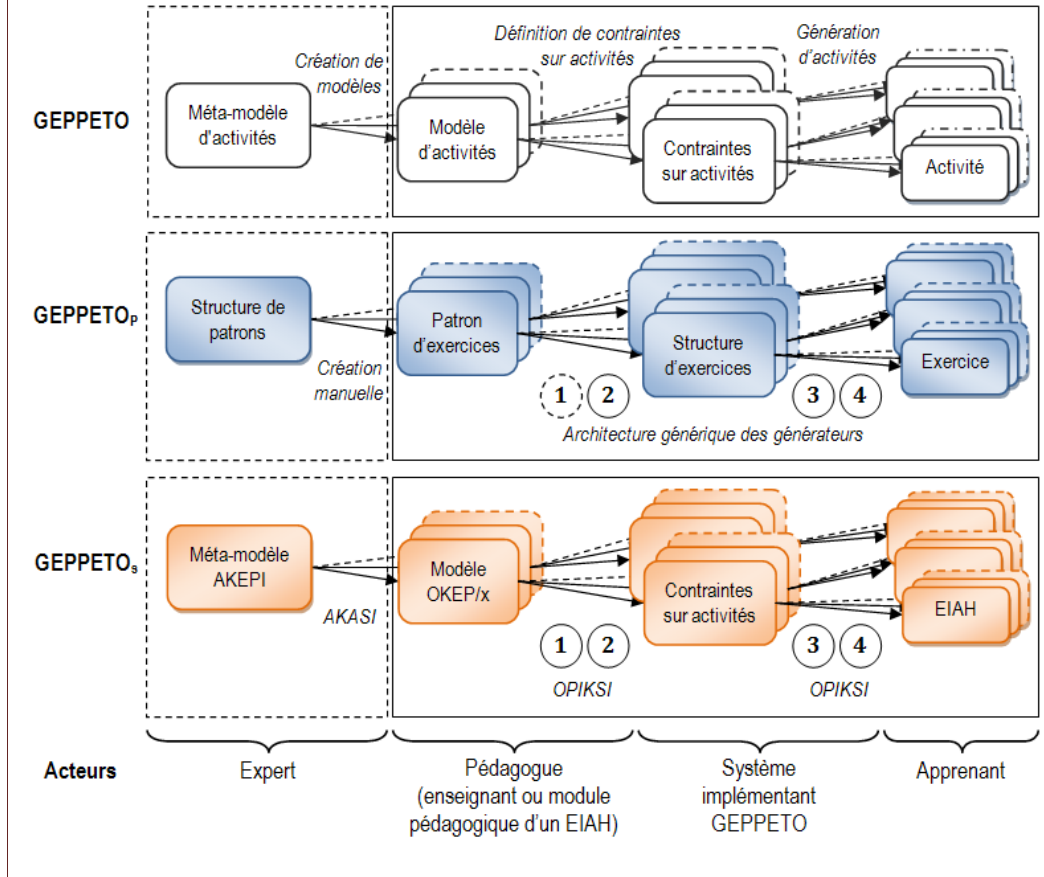 Définition de contraintes
sur activités
Génération
d'activités
Création de
modèles
GEPPETO
Méta-modèle
d'activités
Modèle
d'activités
Contraintes
sur activités
Activité
GEPPETOp
Structure de
patrons
Patron
d'exercices
Structure
d'exercices
Exercice
Création
manuelle
1 2 3 4
Architecture générique des générateurs
GEPPETOs
Méta-modèle
AKEPI
Modèle
OKEP/x
Contraintes
sur activités
EIAH
AKASI
1 2 3 4
OPIKSI OPIKSI
Acteurs
Expert
Pédagogue
(enseignant ou module
pédagogique d'un EIAH)
Système
implémentant
GEPPETO
Apprenant